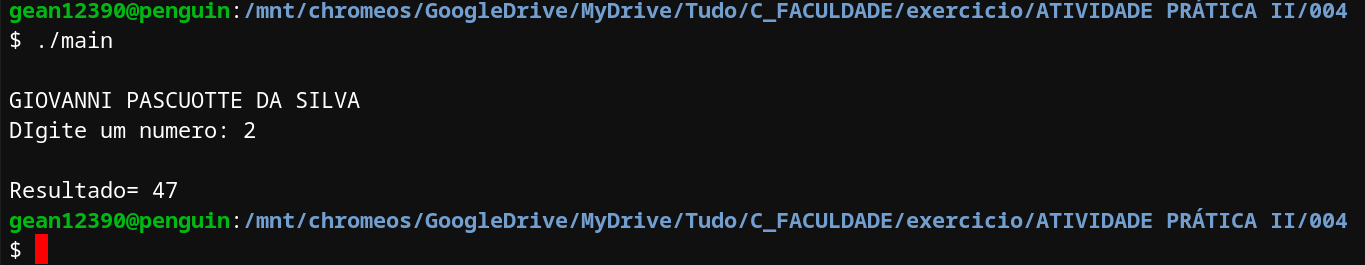 gean12390@penguin:/mnt/chromeos/GoogleDrive/MyDrive/Tudo/C_FACULDADE/exercicio/ATIVIDADE PRÁTICA II/004
$ ./main
GIOVANNI PASCUOTTE DA SILVA
DIgite um numero: 2
Resultado= 47
gean12390@penguin:/mnt/chromeos/GoogleDrive/MyDrive/Tudo/C_FACULDADE/exercicio/ATIVIDADE PRÁTICA II/004
$